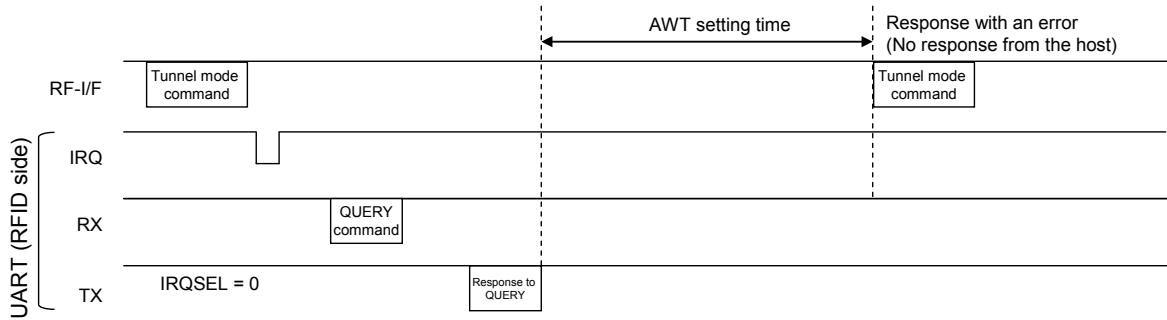 AWT setting time
Response with an error
(No response from the host)
RF-I/F
Tunnel mode
command
Tunnel mode
command
UART (RFID side)
IRQ
RX
QUERY
command
TX
IRQSEL = 0
Response to
QUERY